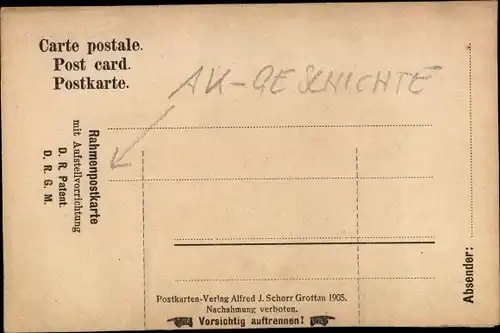 Carte postale.
Post card.
Postkarte.
AK-GESCHICHTE
Rahmenpostkarte
mit Aufstellvorrichtung
D. R. Patent.
D. R. G. M.
Absender:
Postkarten-Verlag Alfred J. Schorr Grottau 1905.
Nachahmung verboten.
Vorsichtig auftrennen!